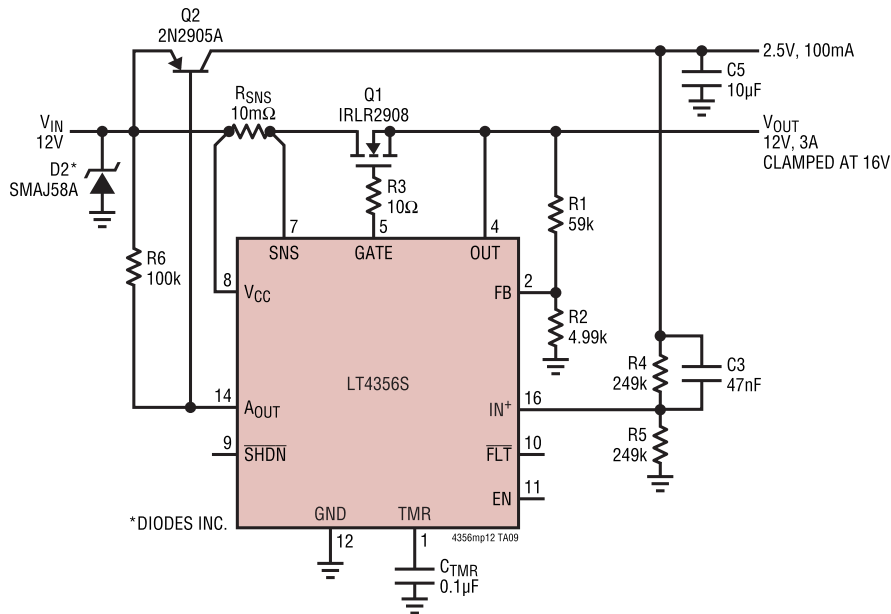 Q2
2N2905A
2.5V, 100mA
C5
10µF
VIN
12V
RSNS
10mΩ
Q1
IRLR2908
VOUT
12V, 3A
CLAMPED AT 16V
D2*
SMAJ58A
R3
10Ω
R1
59k
7
5
4
SNS
GATE
OUT
R6
100k
8
VCC
FB
2
R2
4.99k
LT4356S
R4
249k
C3
47nF
14
AOUT
IN+
16
9
SHDN
FLT
10
R5
249k
EN
11
*DIODES INC.
GND
TMR
12
1
4356mp12 TA09
CTMR
0.1µF